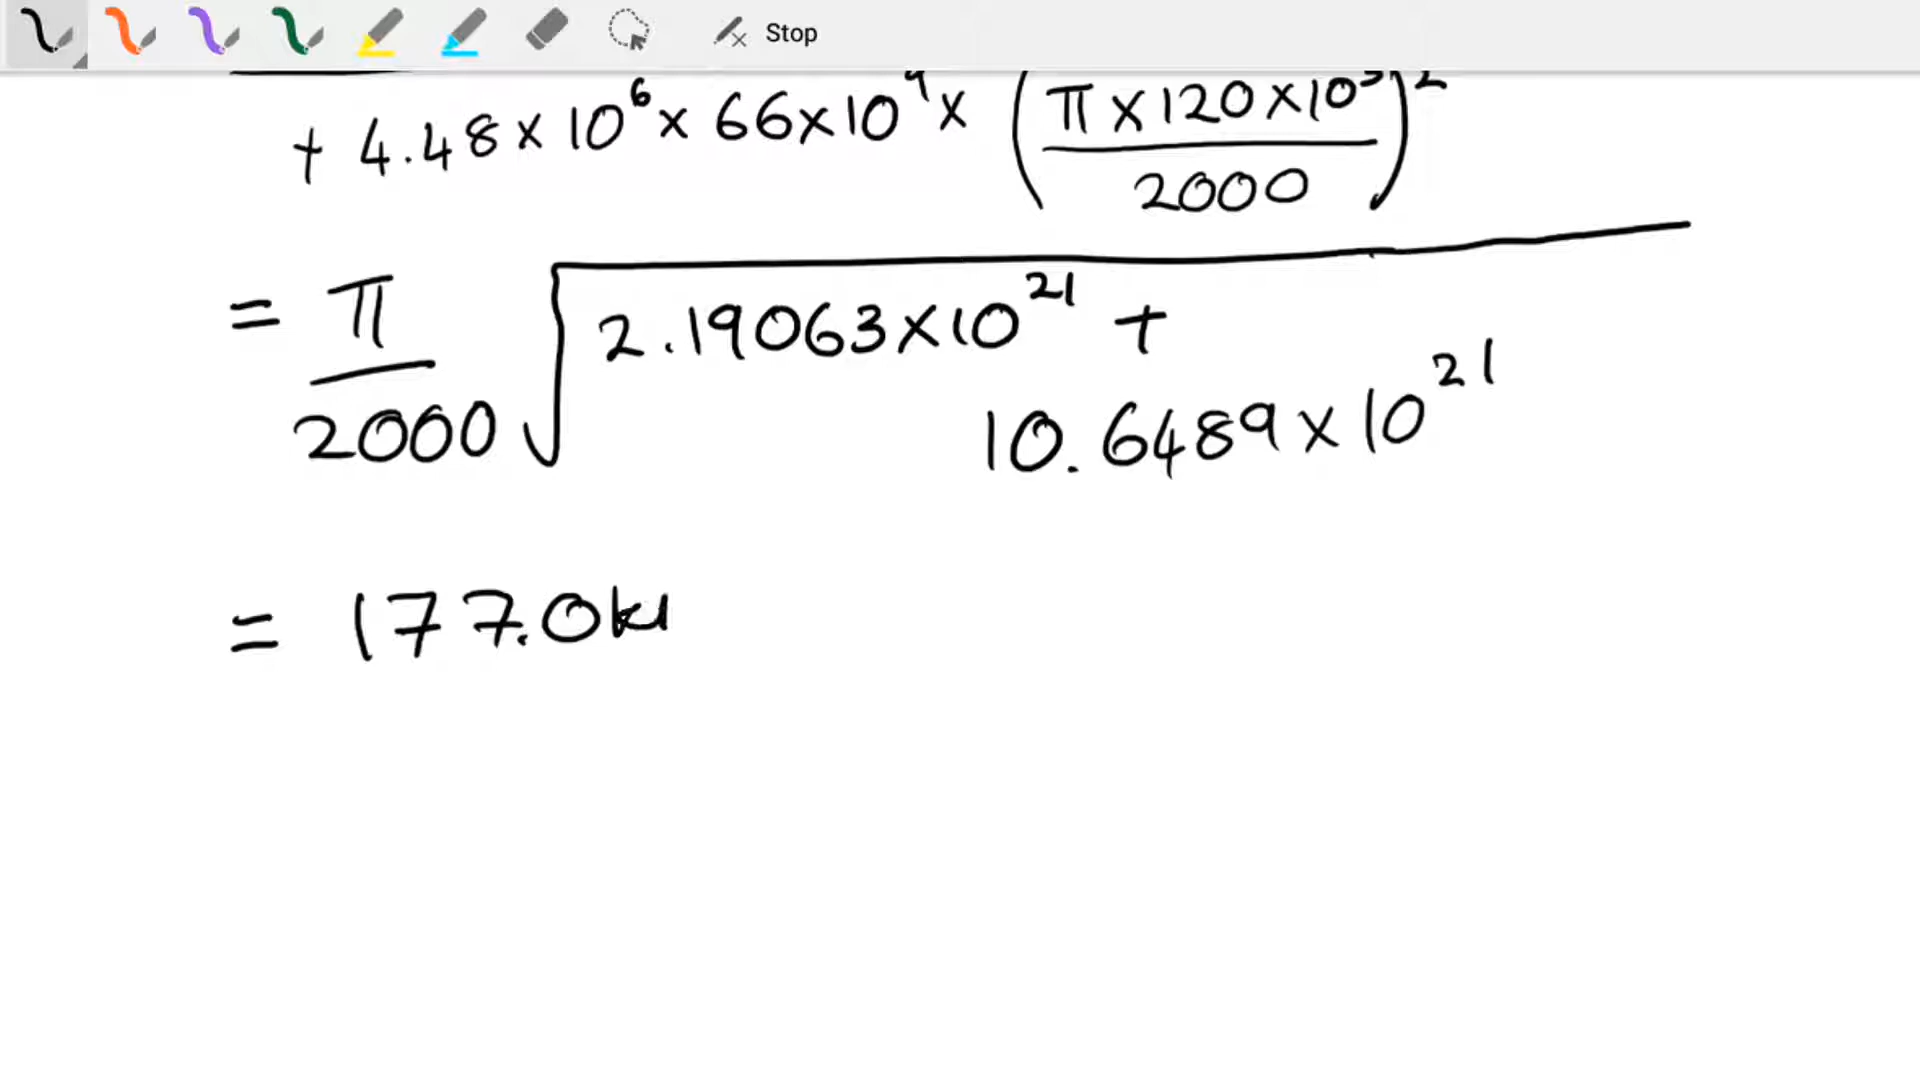 Stop
+ 4.48 × 10⁶ × 66×10⁹ × (π × 120 × 10³ / 2000)²
= π/2000 √ 2.19063×10²¹ +
10.6489×10²¹
= 177.0k